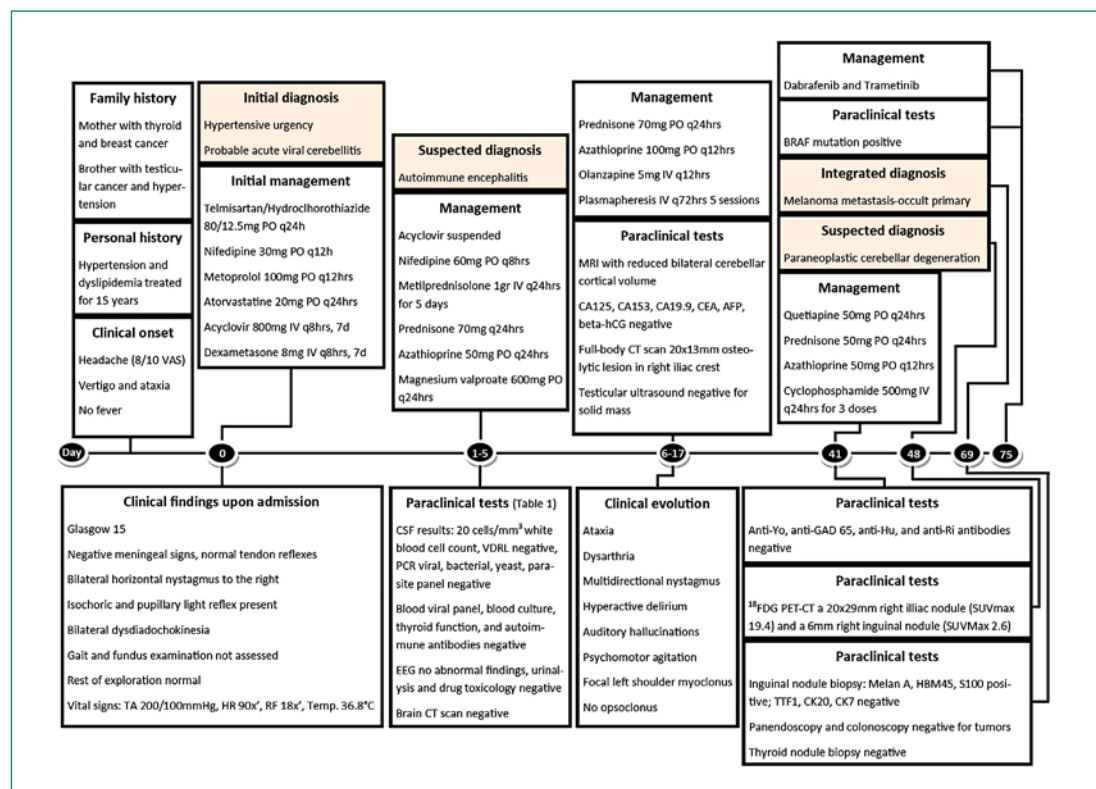 Family history
Mother with thyroid
and breast cancer
Brother with testic-
ular cancer and hyper-
tension
Personal history
Hypertension and
dyslipidemia treated
for 15 years
Clinical onset
Headache (8/10 VAS)
Vertigo and ataxia
No fever
Initial diagnosis
Hypertensive urgency
Probable acute viral cerebellitis
Initial management
Telmisartan/Hydroclhorothiazide
80/12.5mg PO q24h
Nifedipine 30mg PO q12h
Metoprolol 100mg PO q12hrs
Atorvastatine 20mg PO q24hrs
Acyclovir 800mg IV q8hrs, 7d
Dexametasone 8mg IV q8hrs, 7d
Suspected diagnosis
Autoimmune encephalitis
Management
Acyclovir suspended
Nifedipine 60mg PO q8hrs
Metilprednisolone 1gr IV q24hrs
for 5 days
Prednisone 70mg q24hrs
Azathioprine 50mg PO q24hrs
Magnesium valproate 600mg PO
q24hrs
Management
Prednisone 70mg PO q24hrs
Azathioprine 100mg PO q12hrs
Olanzapine 5mg IV q12hrs
Plasmapheresis IV q72hrs 5 sessions
Paraclinical tests
MRI with reduced bilateral cerebellar
cortical volume
CA125, CA153, CA19.9, CEA, AFP,
beta-hCG negative
Full-body CT scan 20x13mm osteo-
lytic lesion in right iliac crest
Testicular ultrasound negative for
solid mass
Management
Dabrafenib and Trametinib
Paraclinical tests
BRAF mutation positive
Integrated diagnosis
Melanoma metastasis-occult primary
Suspected diagnosis
Paraneoplastic cerebellar degeneration
Management
Quetiapine 50mg PO q24hrs
Prednisone 50mg PO q24hrs
Azathioprine 50mg PO q12hrs
Cyclophosphamide 500mg IV
q24hrs for 3 doses
Day 0 1-5 6-17 41 48 69 75
Clinical findings upon admission
Glasgow 15
Negative meningeal signs, normal tendon reflexes
Bilateral horizontal nystagmus to the right
Isochoric and pupillary light reflex present
Bilateral dysdiadochokinesia
Gait and fundus examination not assessed
Rest of exploration normal
Vital signs: TA 200/100mmHg, HR 90x', RF 18x', Temp. 36.8°C
Paraclinical tests (Table 1)
CSF results: 20 cells/mm³ white
blood cell count, VDRL negative,
PCR viral, bacterial, yeast, para-
site panel negative
Blood viral panel, blood culture,
thyroid function, and autoim-
mune antibodies negative
EEG no abnormal findings, urinal-
ysis and drug toxicology negative
Brain CT scan negative
Clinical evolution
Ataxia
Dysarthria
Multidirectional nystagmus
Hyperactive delirium
Auditory hallucinations
Psychomotor agitation
Focal left shoulder myoclonus
No opsoclonus
Paraclinical tests
Anti-Yo, anti-GAD 65, anti-Hu, and anti-Ri antibodies
negative
Paraclinical tests
¹⁸FDG PET-CT a 20x29mm right illiac nodule (SUVmax
19.4) and a 6mm right inguinal nodule (SUVMax 2.6)
Paraclinical tests
Inguinal nodule biopsy: Melan A, HBM45, S100 posi-
tive; TTF1, CK20, CK7 negative
Panendoscopy and colonoscopy negative for tumors
Thyroid nodule biopsy negative